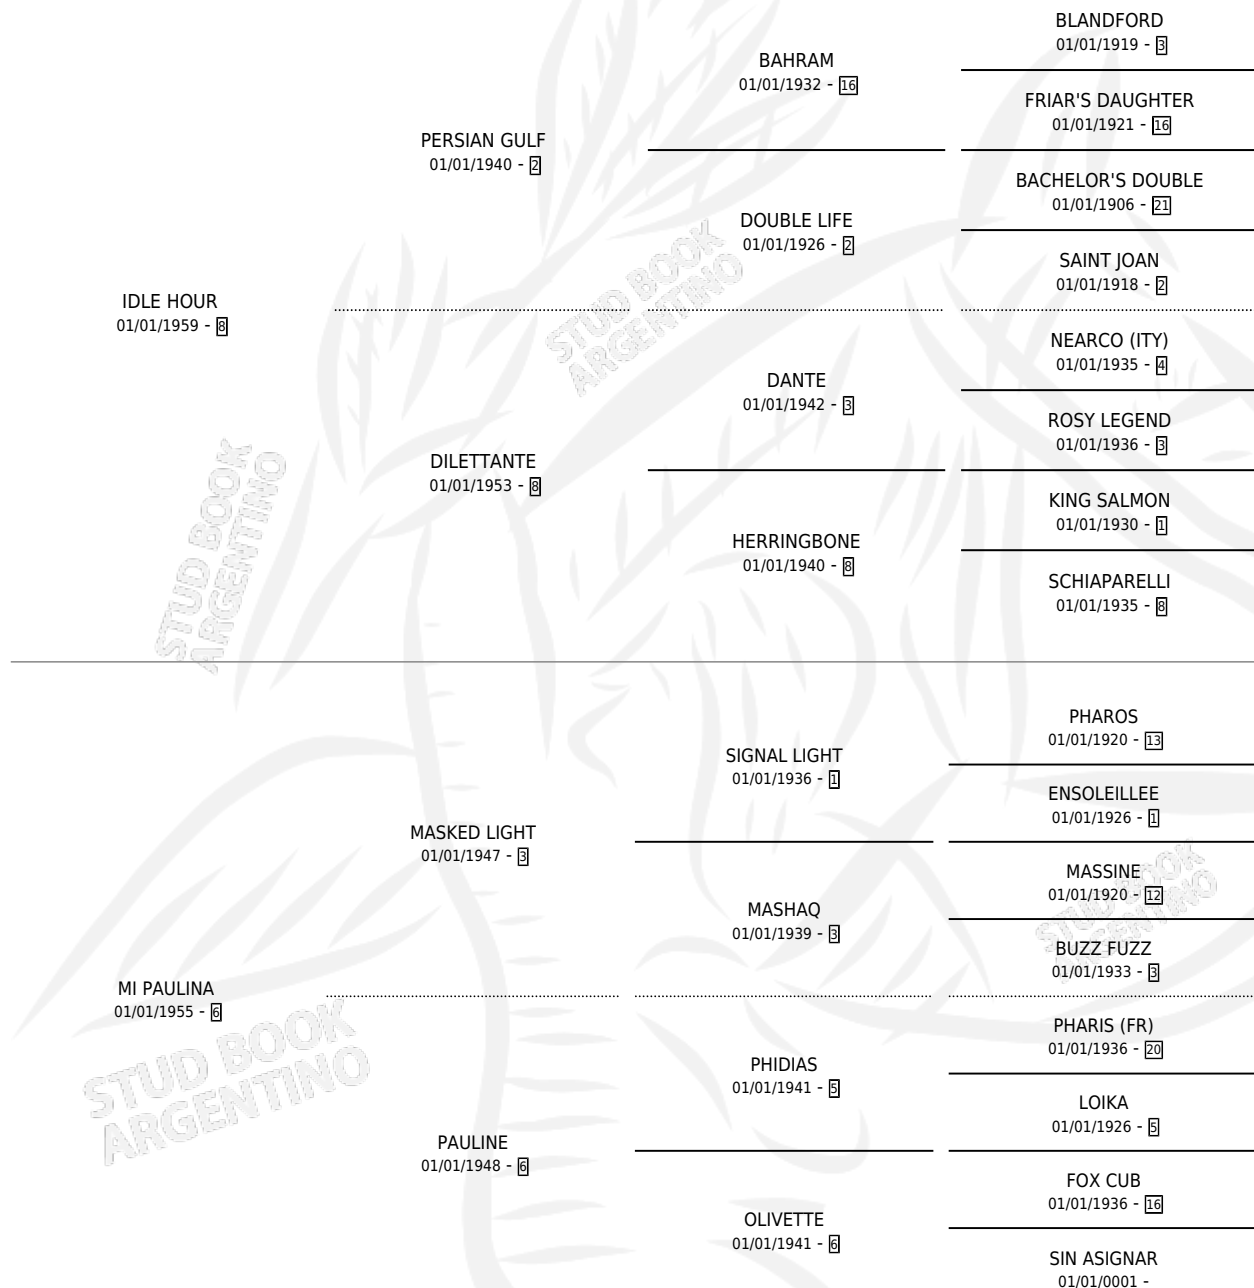 BLANDFORD
01/01/1919 - 3
BAHRAM
01/01/1932 - 16
FRIAR'S DAUGHTER
01/01/1921 - 16
PERSIAN GULF
01/01/1940 - 2
BACHELOR'S DOUBLE
01/01/1906 - 21
DOUBLE LIFE
01/01/1926 - 2
SAINT JOAN
01/01/1918 - 2
IDLE HOUR
01/01/1959 - 8
NEARCO (ITY)
01/01/1935 - 4
DANTE
01/01/1942 - 3
ROSY LEGEND
01/01/1936 - 3
DILETTANTE
01/01/1953 - 8
KING SALMON
01/01/1930 - 1
HERRINGBONE
01/01/1940 - 8
SCHIAPARELLI
01/01/1935 - 8
PHAROS
01/01/1920 - 13
SIGNAL LIGHT
01/01/1936 - 1
ENSOLEILLEE
01/01/1926 - 1
MASKED LIGHT
01/01/1947 - 3
MASSINE
01/01/1920 - 12
MASHAQ
01/01/1939 - 3
BUZZ FUZZ
01/01/1933 - 3
MI PAULINA
01/01/1955 - 6
PHARIS (FR)
01/01/1936 - 20
PHIDIAS
01/01/1941 - 5
LOIKA
01/01/1926 - 5
PAULINE
01/01/1948 - 6
FOX CUB
01/01/1936 - 16
OLIVETTE
01/01/1941 - 6
SIN ASIGNAR
01/01/0001 -
STUD BOOK
ARGENTINO
STUD BOOK
ARGENTINO
STUD BOOK
ARGENTINO
STUD BOOK
ARGENTINO